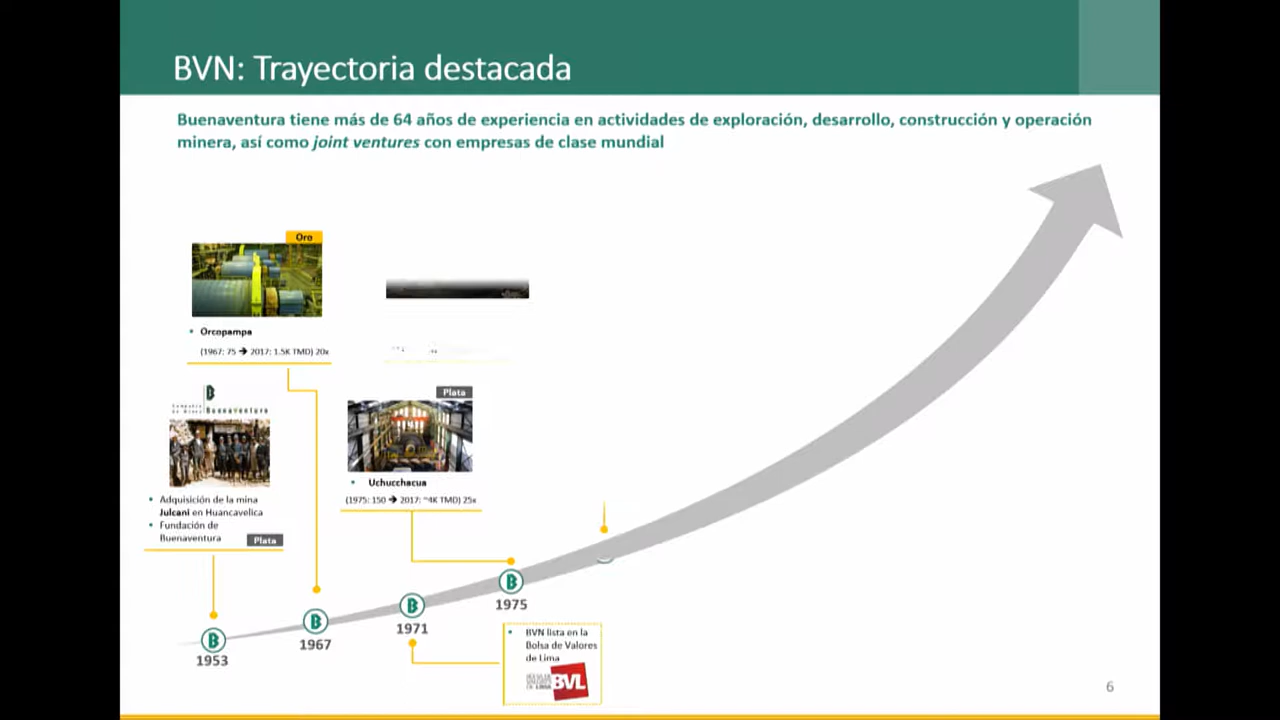 BVN: Trayectoria destacada
Buenaventura tiene más de 64 años de experiencia en actividades de exploración, desarrollo, construcción y operación
minera, así como joint ventures con empresas de clase mundial
Oro
• Orcopampa
(1967: 75 → 2017: 1.5K TMD) 20x
Buenaventura
• Adquisición de la mina
Julcani en Huancavelica
• Fundación de
Buenaventura
Plata
Plata
• Uchucchacua
(1975: 150 → 2017: ~4K TMD) 25x
1953
1967
1971
1975
• BVN lista en la
Bolsa de Valores
de Lima
BVL
6